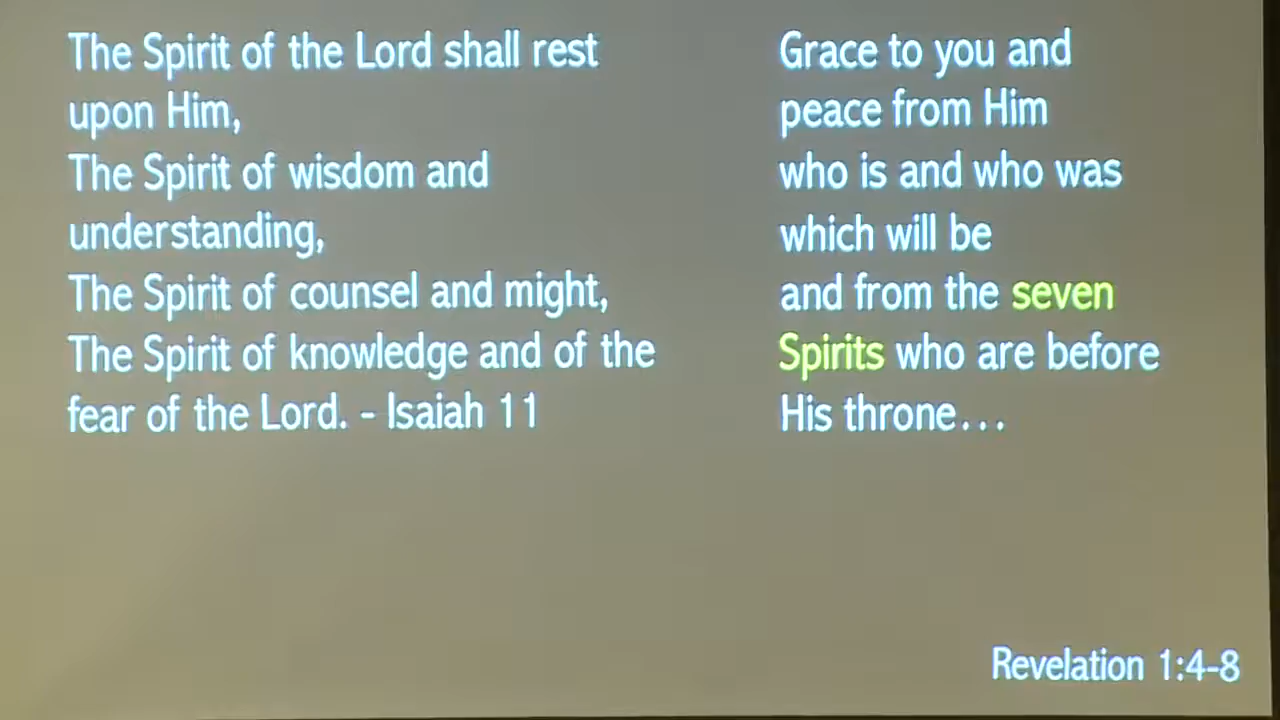 The Spirit of the Lord shall rest
upon Him,
The Spirit of wisdom and
understanding,
The Spirit of counsel and might,
The Spirit of knowledge and of the
fear of the Lord. - Isaiah 11
Grace to you and
peace from Him
who is and who was
which will be
and from the seven
Spirits who are before
His throne...
Revelation 1:4-8